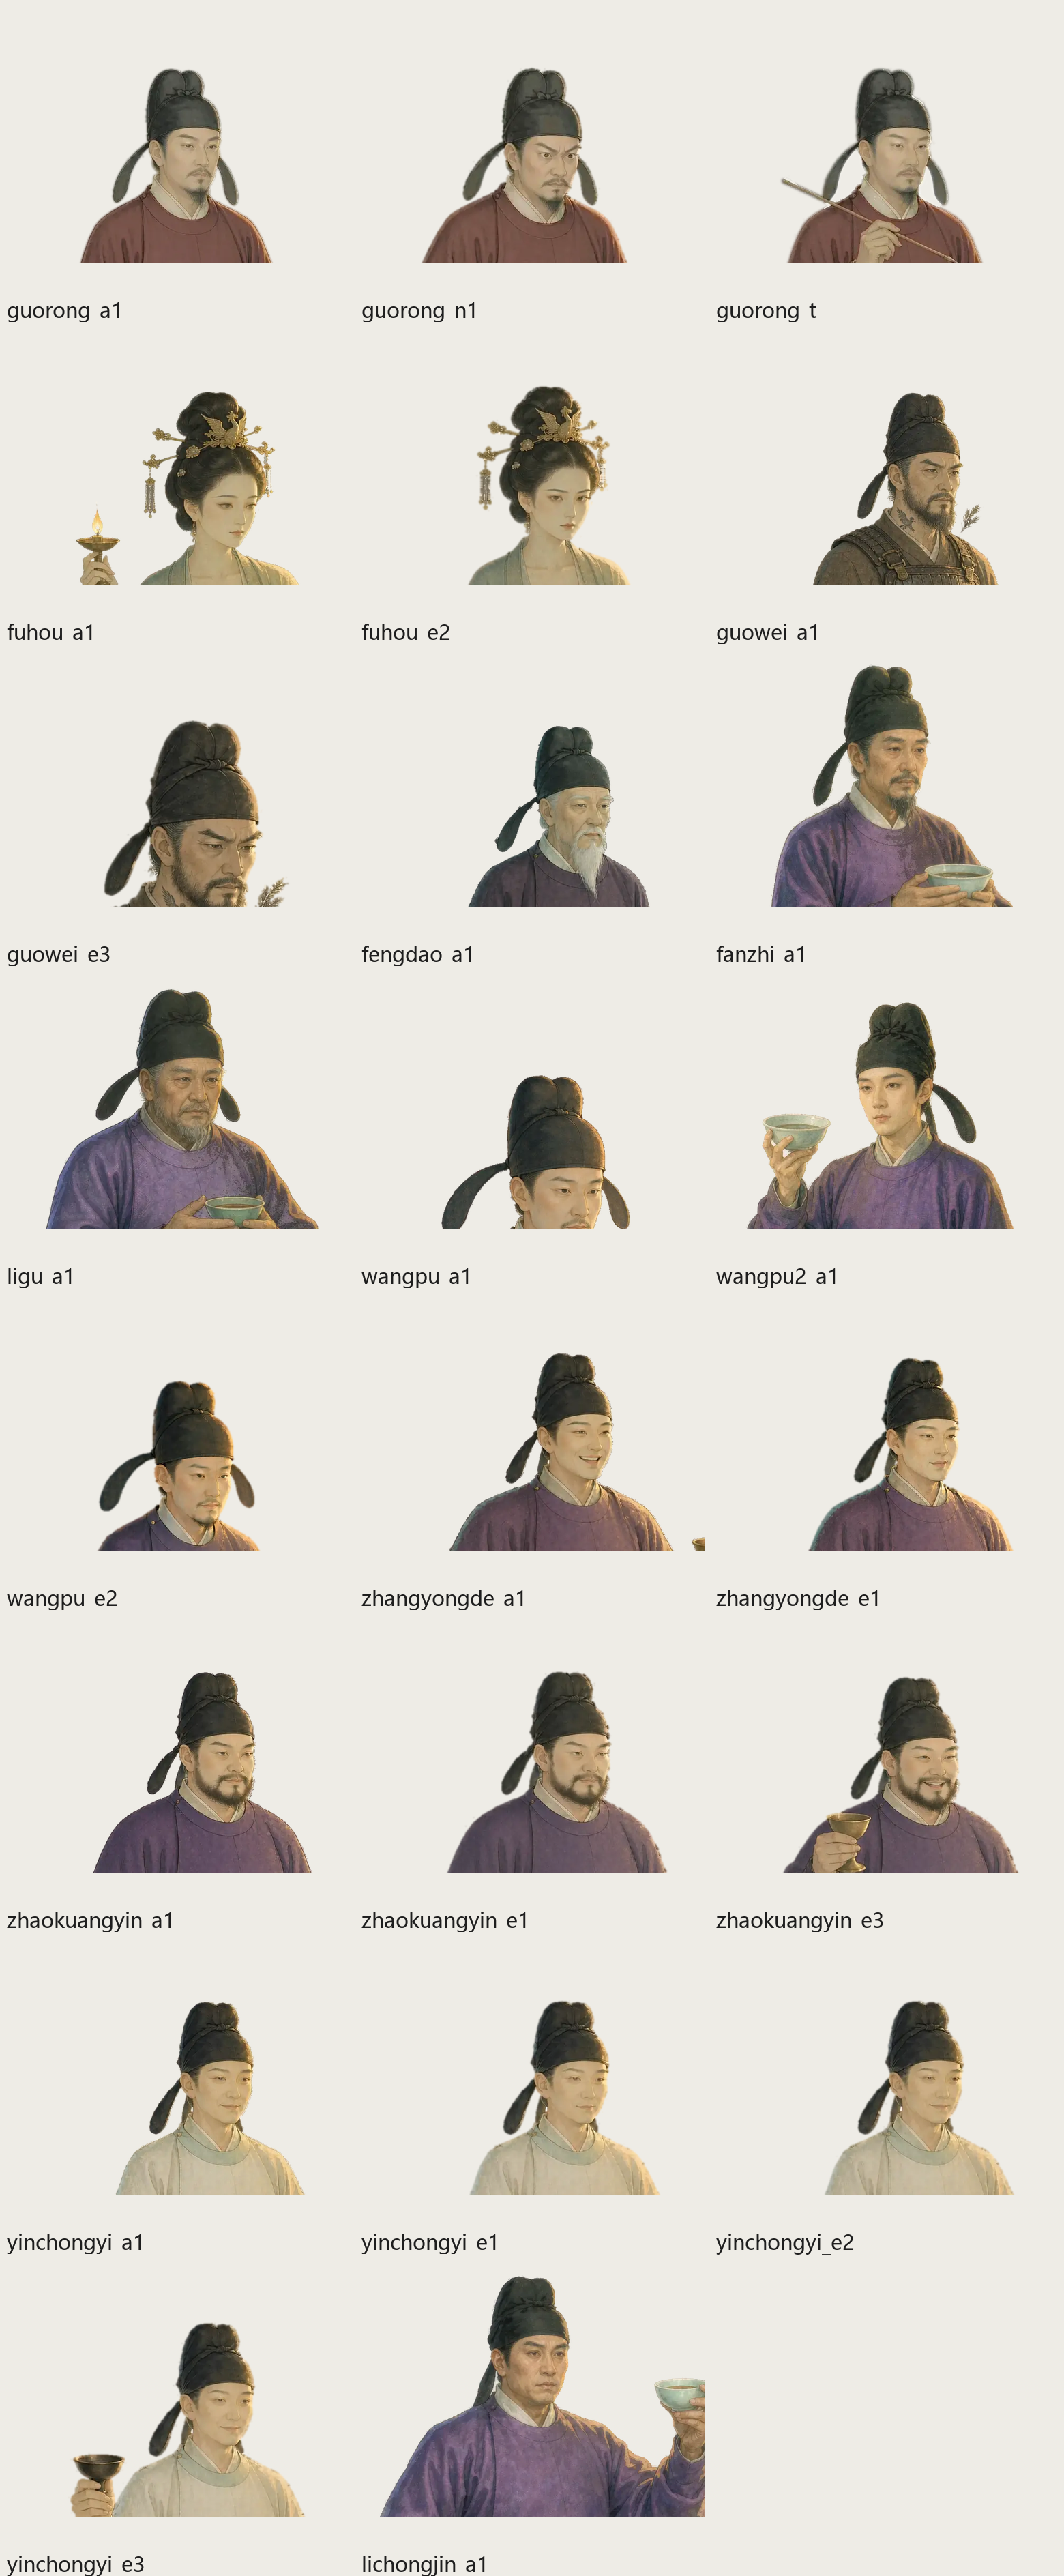 guorong a1
guorong n1
guorong t
fuhou a1
fuhou e2
guowei a1
guowei e3
fengdao a1
fanzhi a1
ligu a1
wangpu a1
wangpu2 a1
wangpu e2
zhangyongde a1
zhangyongde e1
zhaokuangyin a1
zhaokuangyin e1
zhaokuangyin e3
yinchongyi a1
yinchongyi e1
yinchongyi_e2
yinchongyi e3
lichongjin a1